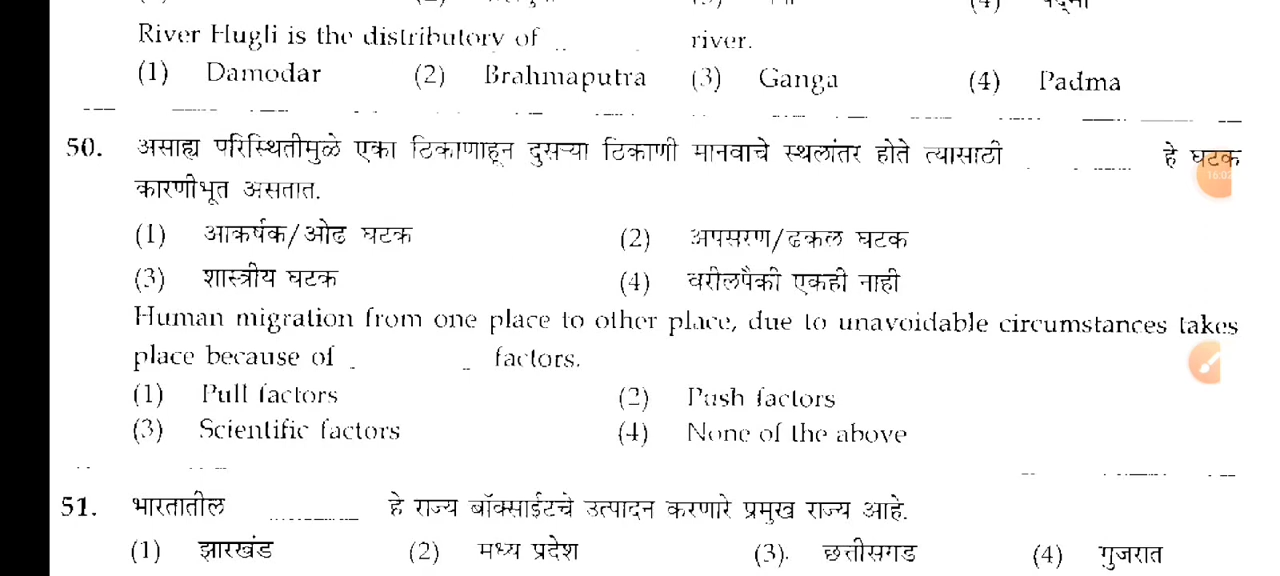 River Hugli is the distributory of river.
(1) Damodar (2) Brahmaputra (3) Ganga (4) Padma
50. असाह्य परिस्थितीमुळे एका ठिकाणाहून दुसऱ्या ठिकाणी मानवाचे स्थलांतर होते त्यासाठी ______ हे घटक
कारणीभूत असतात.
(1) आकर्षक/ओढ घटक (2) अपसरण/ढकल घटक
(3) शास्त्रीय घटक (4) वरीलपैकी एकही नाही
Human migration from one place to other place, due to unavoidable circumstances takes
place because of ______ factors.
(1) Pull factors (2) Push factors
(3) Scientific factors (4) None of the above
51. भारतातील ______ हे राज्य बॉक्साईटचे उत्पादन करणारे प्रमुख राज्य आहे.
(1) झारखंड (2) मध्य प्रदेश (3). छत्तीसगड (4) गुजरात